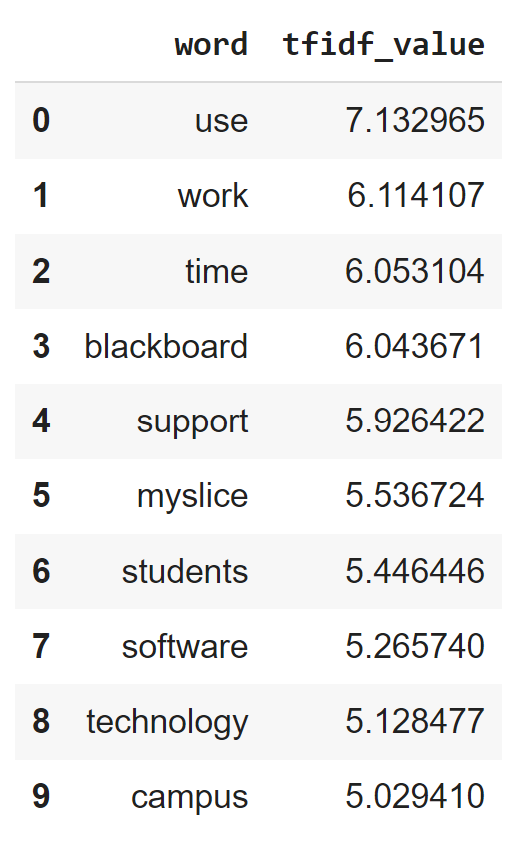 word tfidf_value
0 use 7.132965
1 work 6.114107
2 time 6.053104
3 blackboard 6.043671
4 support 5.926422
5 myslice 5.536724
6 students 5.446446
7 software 5.265740
8 technology 5.128477
9 campus 5.029410